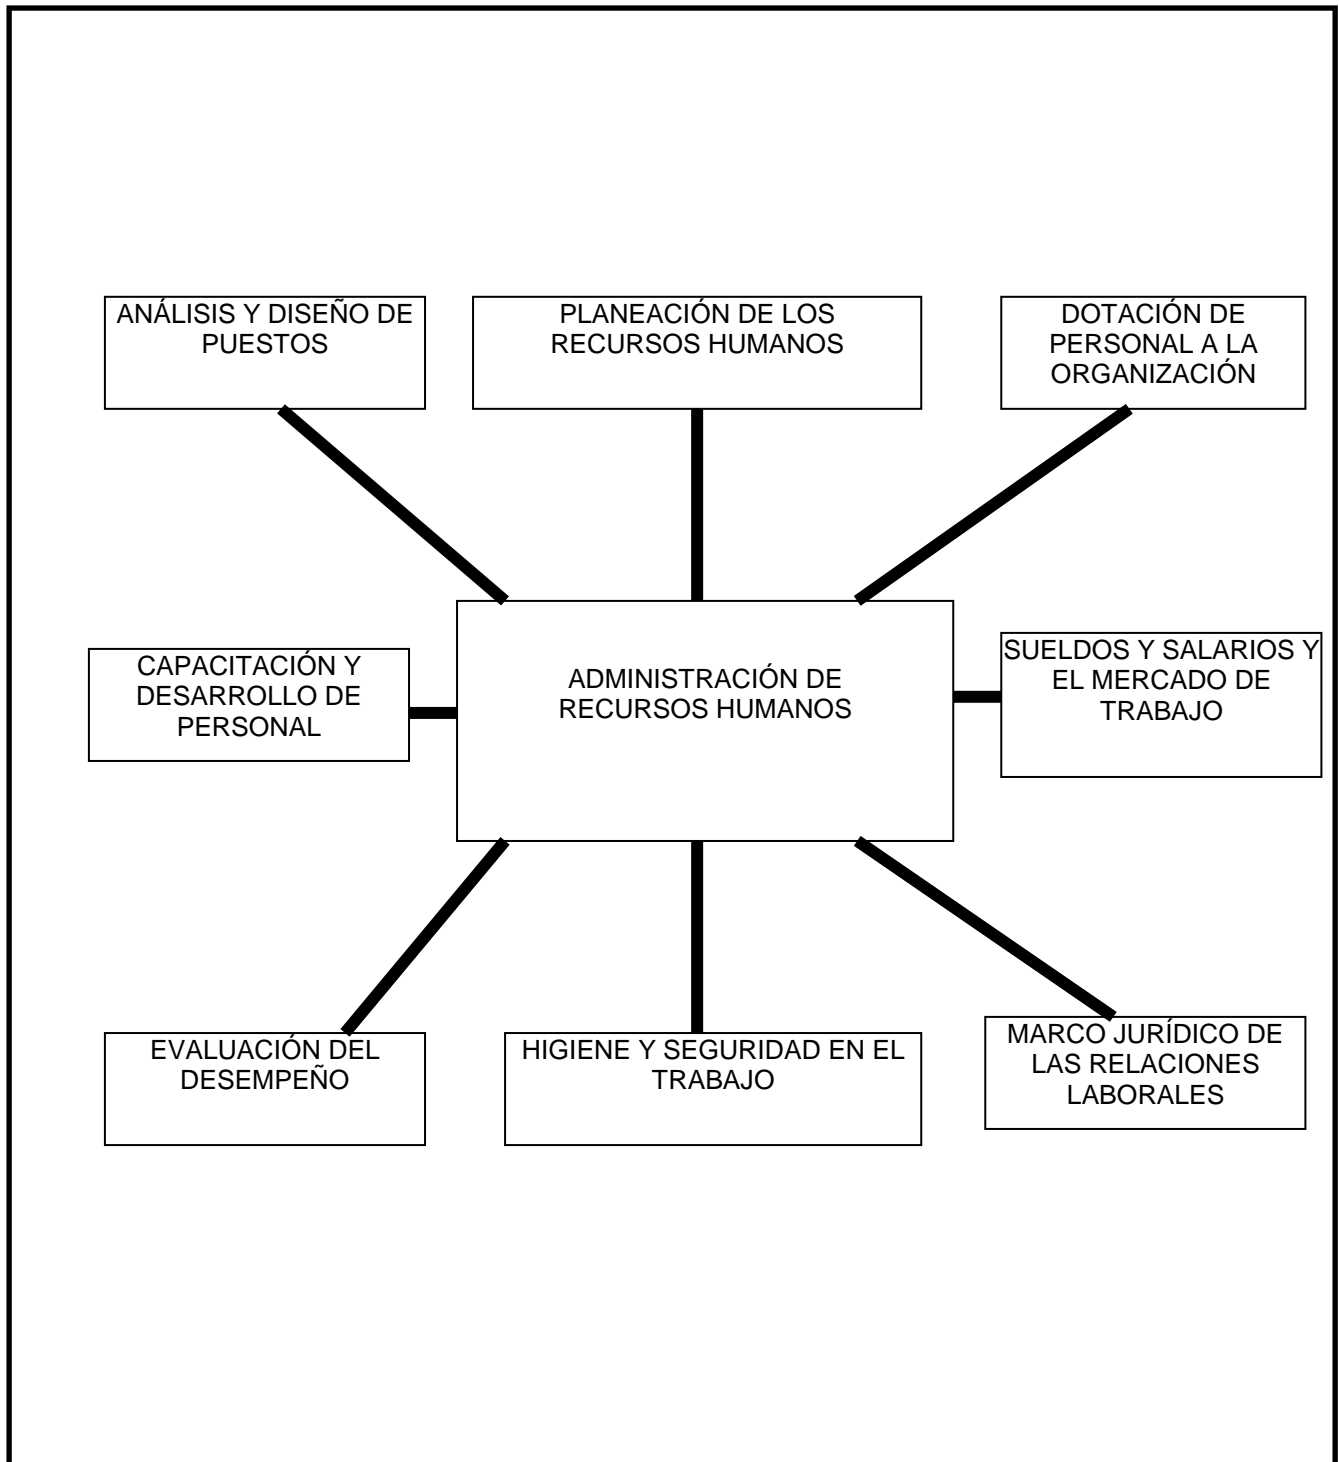 ANÁLISIS Y DISEÑO DE
PUESTOS
PLANEACIÓN DE LOS
RECURSOS HUMANOS
DOTACIÓN DE
PERSONAL A LA
ORGANIZACIÓN
CAPACITACIÓN Y
DESARROLLO DE
PERSONAL
ADMINISTRACIÓN DE
RECURSOS HUMANOS
SUELDOS Y SALARIOS Y
EL MERCADO DE
TRABAJO
EVALUACIÓN DEL
DESEMPEÑO
HIGIENE Y SEGURIDAD EN EL
TRABAJO
MARCO JURÍDICO DE
LAS RELACIONES
LABORALES